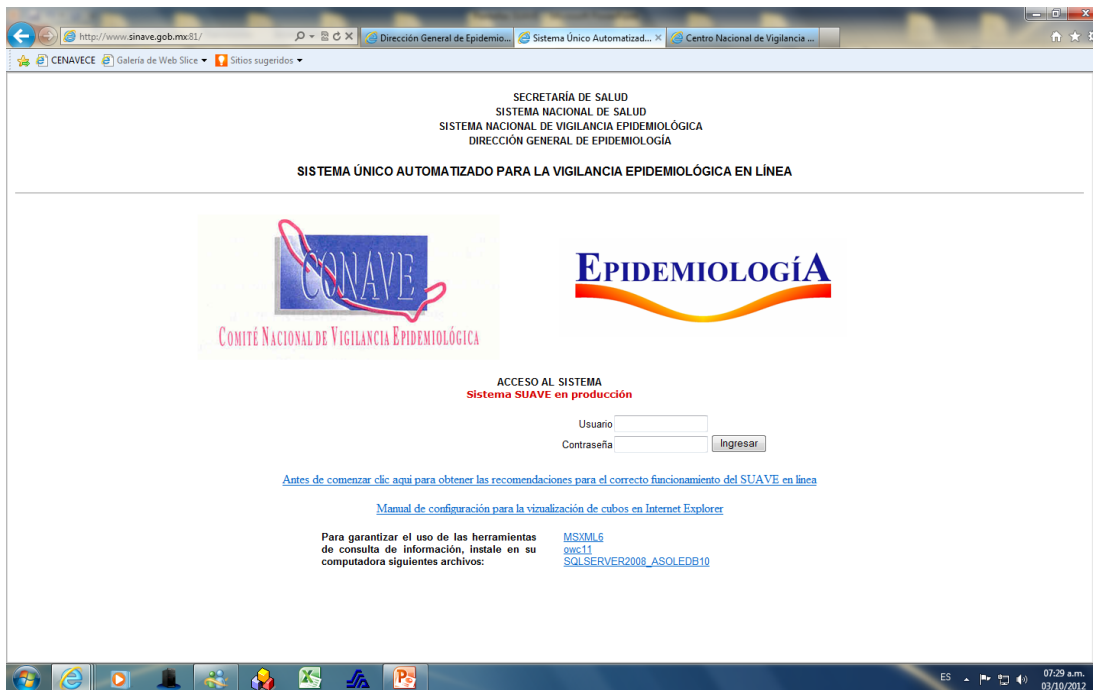 http://www.sinave.gob.mx:81/
Dirección General de Epidemio...
Sistema Único Automatizad...
Centro Nacional de Vigilancia ...
CENAVECE
Galería de Web Slice
Sitios sugeridos
SECRETARÍA DE SALUD
SISTEMA NACIONAL DE SALUD
SISTEMA NACIONAL DE VIGILANCIA EPIDEMIOLÓGICA
DIRECCIÓN GENERAL DE EPIDEMIOLOGÍA
SISTEMA ÚNICO AUTOMATIZADO PARA LA VIGILANCIA EPIDEMIOLÓGICA EN LÍNEA
CONAVE
COMITÉ NACIONAL DE VIGILANCIA EPIDEMIOLÓGICA
EPIDEMIOLOGÍA
ACCESO AL SISTEMA
Sistema SUAVE en producción
Usuario
Contraseña
Ingresar
Antes de comenzar clic aqui para obtener las recomendaciones para el correcto funcionamiento del SUAVE en linea
Manual de configuración para la vizualización de cubos en Internet Explorer
Para garantizar el uso de las herramientas
de consulta de información, instale en su
computadora siguientes archivos:
MSXML6
owc11
SQLSERVER2008_ASOLEDB10
ES
07:29 a.m.
03/10/2012